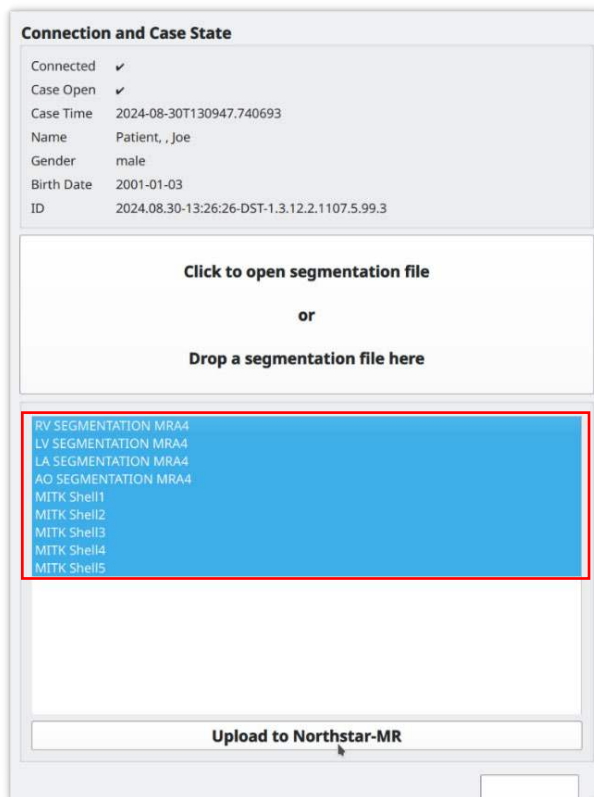 Connection and Case State
Connected ✔
Case Open ✔
Case Time 2024-08-30T130947.740693
Name Patient, , Joe
Gender male
Birth Date 2001-01-03
ID 2024.08.30-13:26:26-DST-1.3.12.2.1107.5.99.3
Click to open segmentation file
or
Drop a segmentation file here
RV SEGMENTATION MRA4
LV SEGMENTATION MRA4
LA SEGMENTATION MRA4
AO SEGMENTATION MRA4
MITK Shell1
MITK Shell2
MITK Shell3
MITK Shell4
MITK Shell5
Upload to Northstar-MR